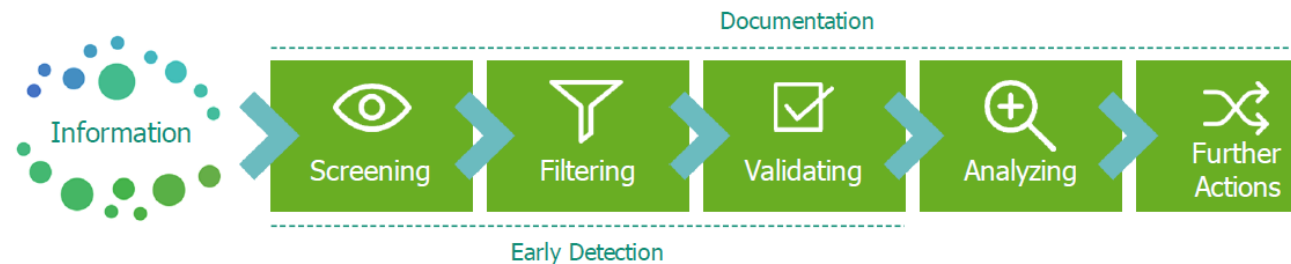 Documentation
Information
Screening
Filtering
Validating
Analyzing
Further
Actions
Early Detection